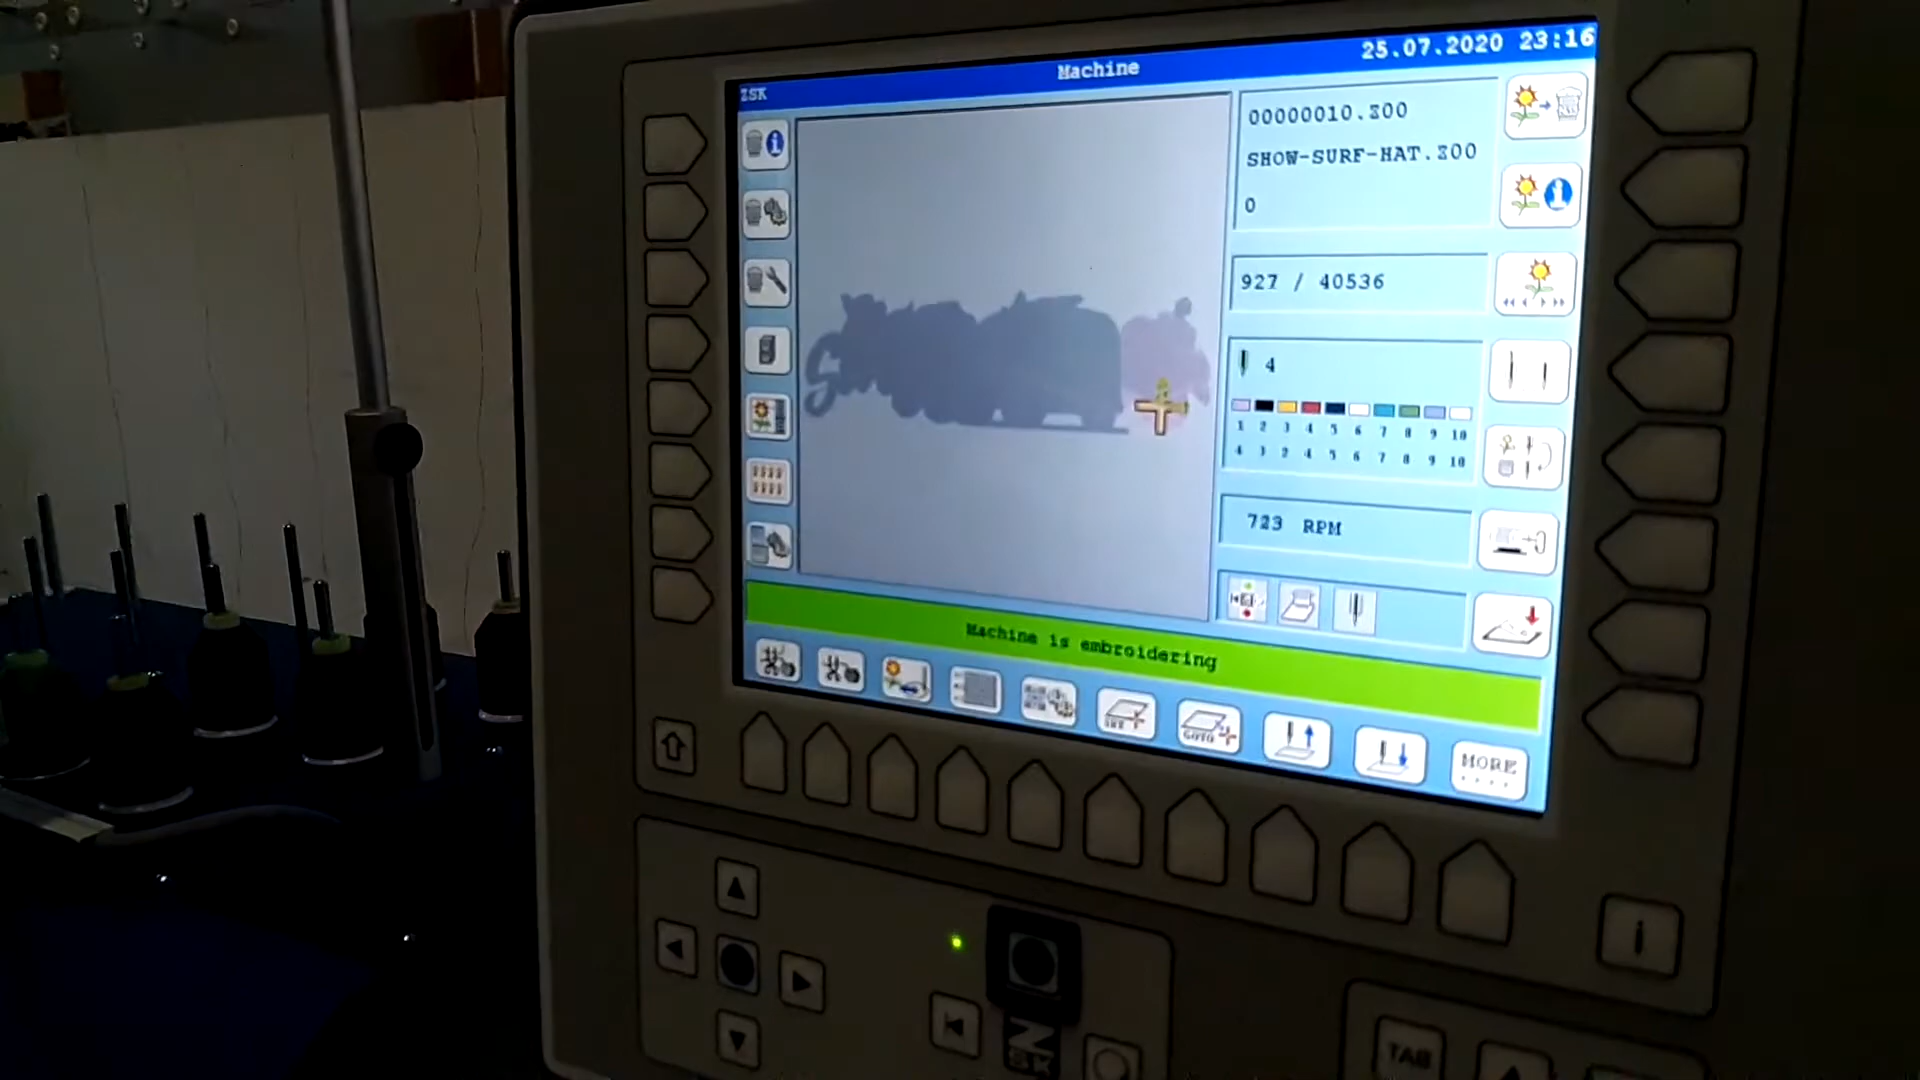 25.07.2020 23:16
Machine
ZSK
00000010.Z00
SHOW-SURF-HAT.Z00
0
927 / 40536
4
1 2 3 4 5 6 7 8 9 10
4 3 2 4 5 6 7 8 9 10
723 RPM
Machine is embroidering
GOTO
MORE
....
ZSK
TAB